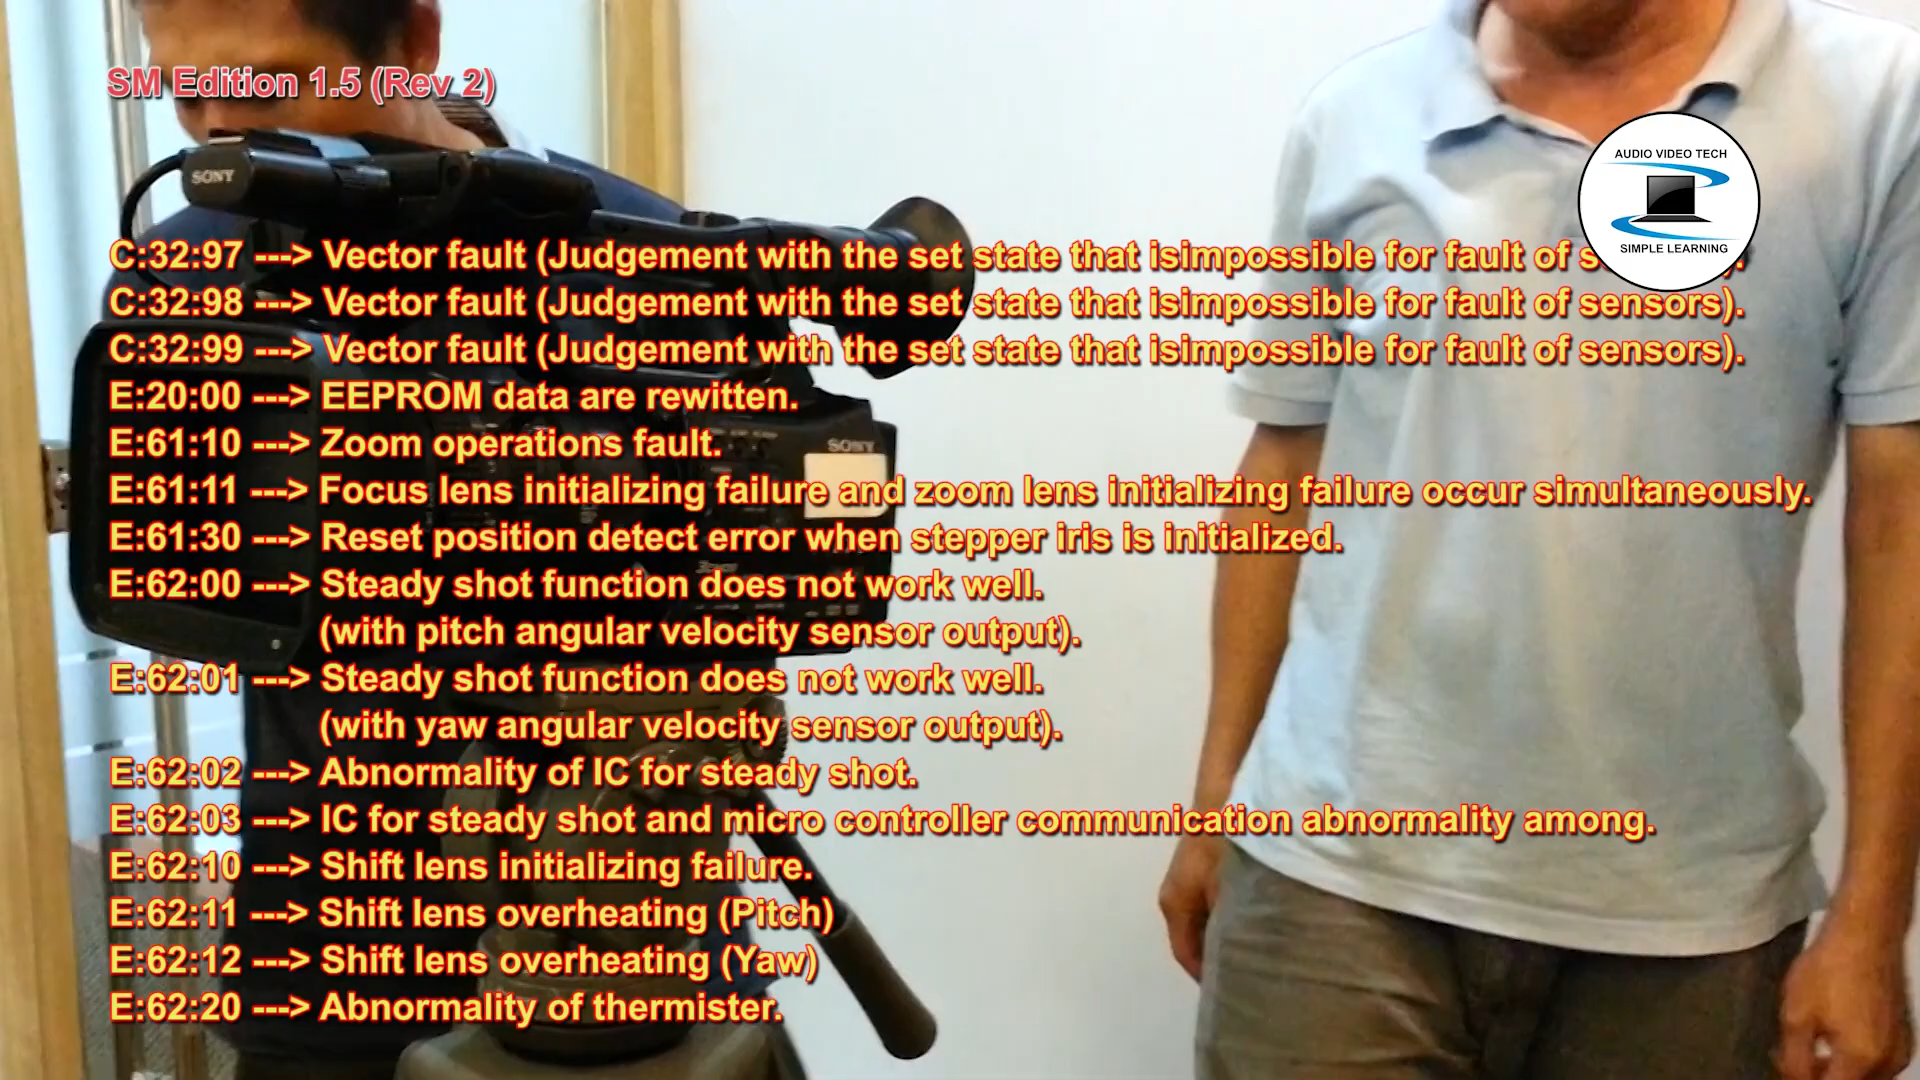 SM Edition 1.5 (Rev 2)
AUDIO VIDEO TECH
SIMPLE LEARNING
SONY
C:32:97 ---> Vector fault (Judgement with the set state that isimpossible for fault of
C:32:98 ---> Vector fault (Judgement with the set state that isimpossible for fault of sensors).
C:32:99 ---> Vector fault (Judgement with the set state that isimpossible for fault of sensors).
E:20:00 ---> EEPROM data are rewitten.
E:61:10 ---> Zoom operations fault.
SONY
E:61:11 ---> Focus lens initializing failure and zoom lens initializing failure occur simultaneously.
E:61:30 ---> Reset position detect error when stepper iris is initialized.
E:62:00 ---> Steady shot function does not work well.
(with pitch angular velocity sensor output).
E:62:01 ---> Steady shot function does not work well.
(with yaw angular velocity sensor output).
E:62:02 ---> Abnormality of IC for steady shot.
E:62:03 ---> IC for steady shot and micro controller communication abnormality among.
E:62:10 ---> Shift lens initializing failure.
E:62:11 ---> Shift lens overheating (Pitch)
E:62:12 ---> Shift lens overheating (Yaw)
E:62:20 ---> Abnormality of thermister.